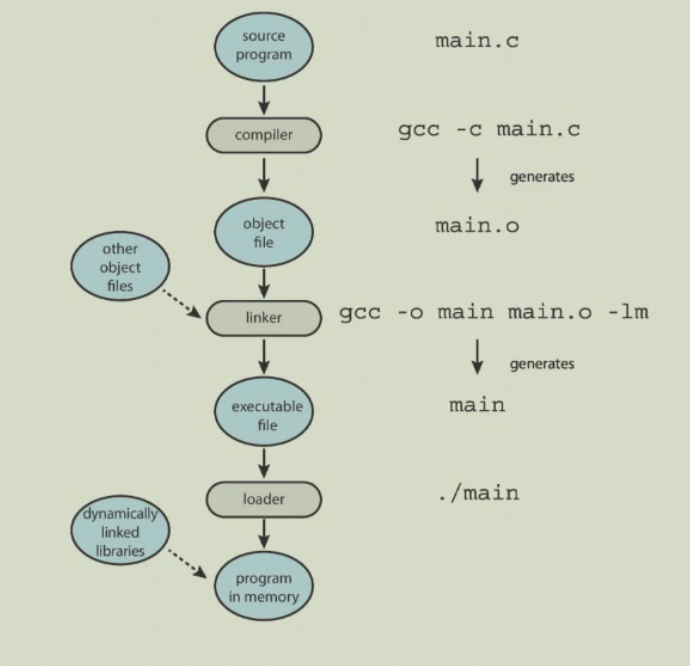 source
program
main.c
compiler
gcc -c main.c
generates
object
file
main.o
other
object
files
linker
gcc -o main main.o -lm
generates
executable
file
main
loader
./main
dynamically
linked
libraries
program
in memory